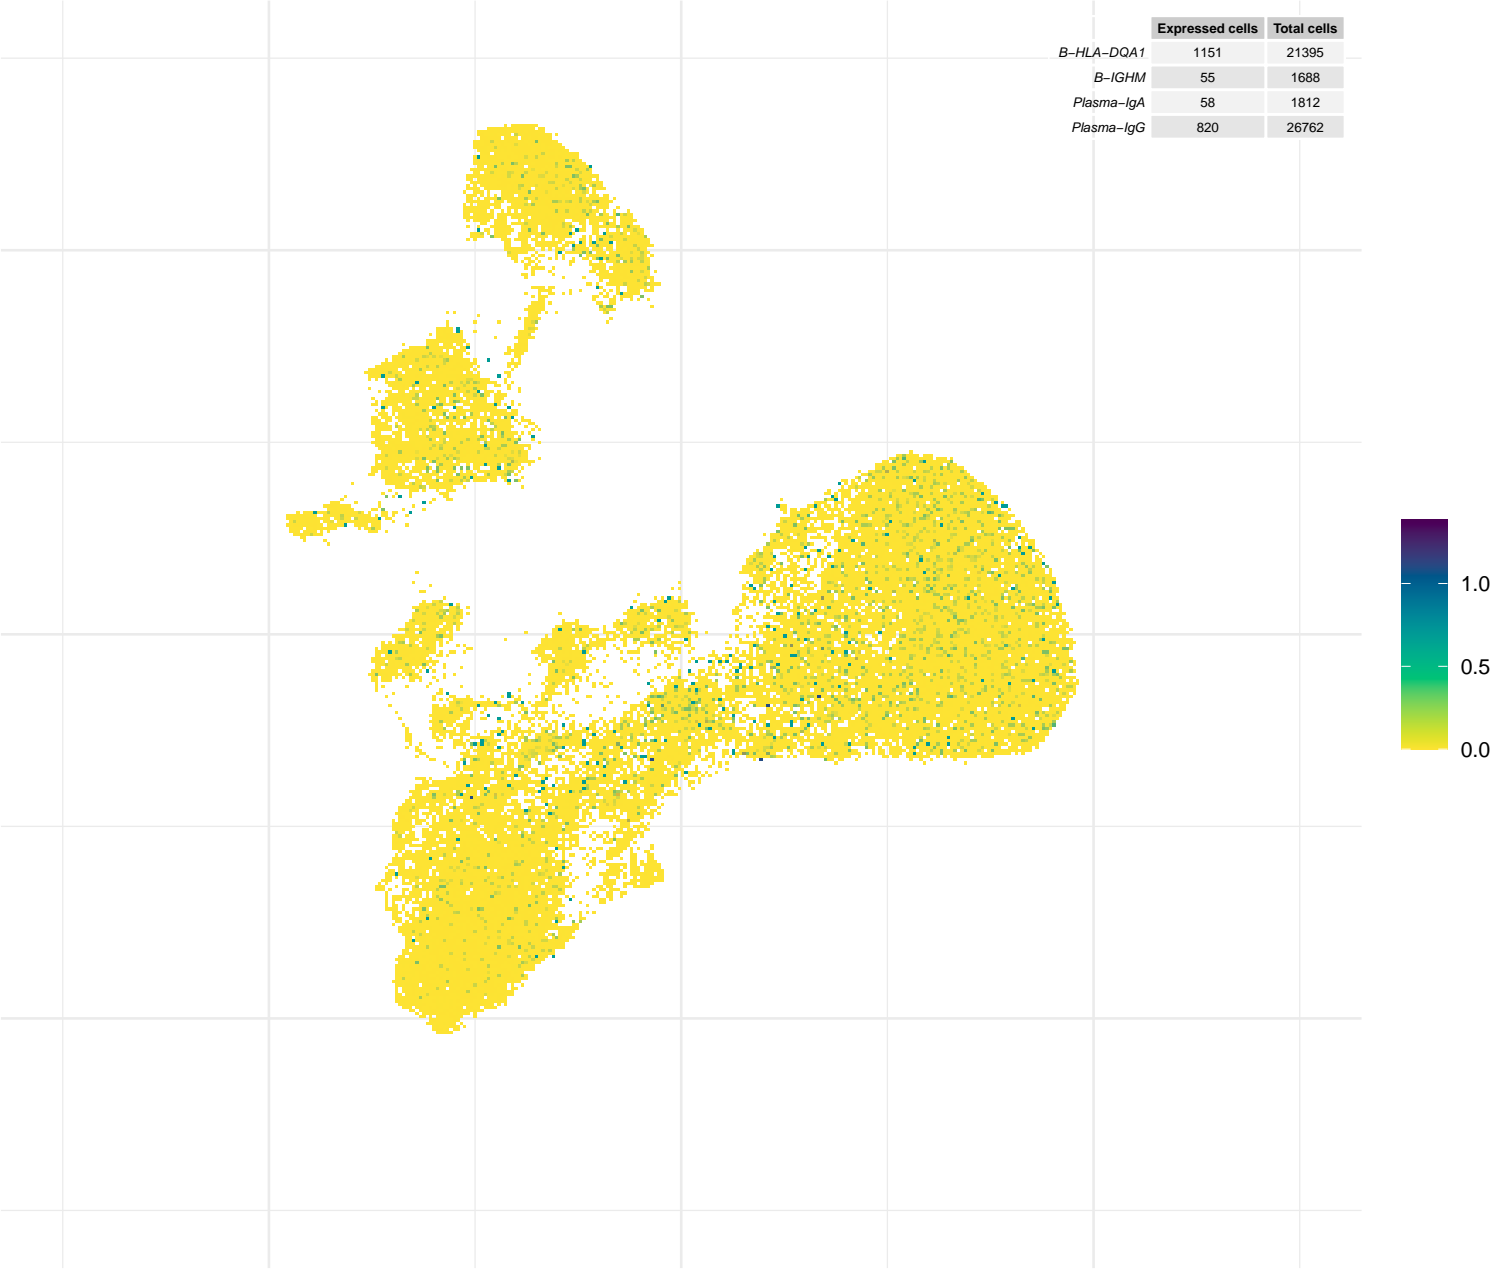 Expressed cells Total cells
B−HLA−DQA1 1151 21395
B−IGHM 55 1688
Plasma−IgA 58 1812
Plasma−IgG 820 26762
1.0
0.5
0.0